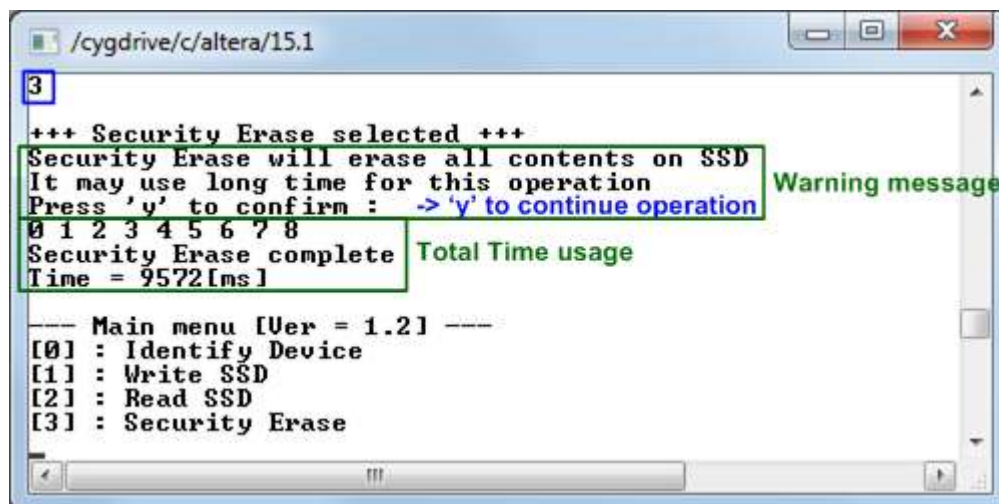 /cygdrive/c/altera/15.1
3
+++ Security Erase selected +++
Security Erase will erase all contents on SSD
It may use long time for this operation
Warning message
Press 'y' to confirm : -> ‘y’ to continue operation
0 1 2 3 4 5 6 7 8
Security Erase complete
Total Time usage
Time = 9572[ms]
--- Main menu [Ver = 1.2] ---
[0] : Identify Device
[1] : Write SSD
[2] : Read SSD
[3] : Security Erase